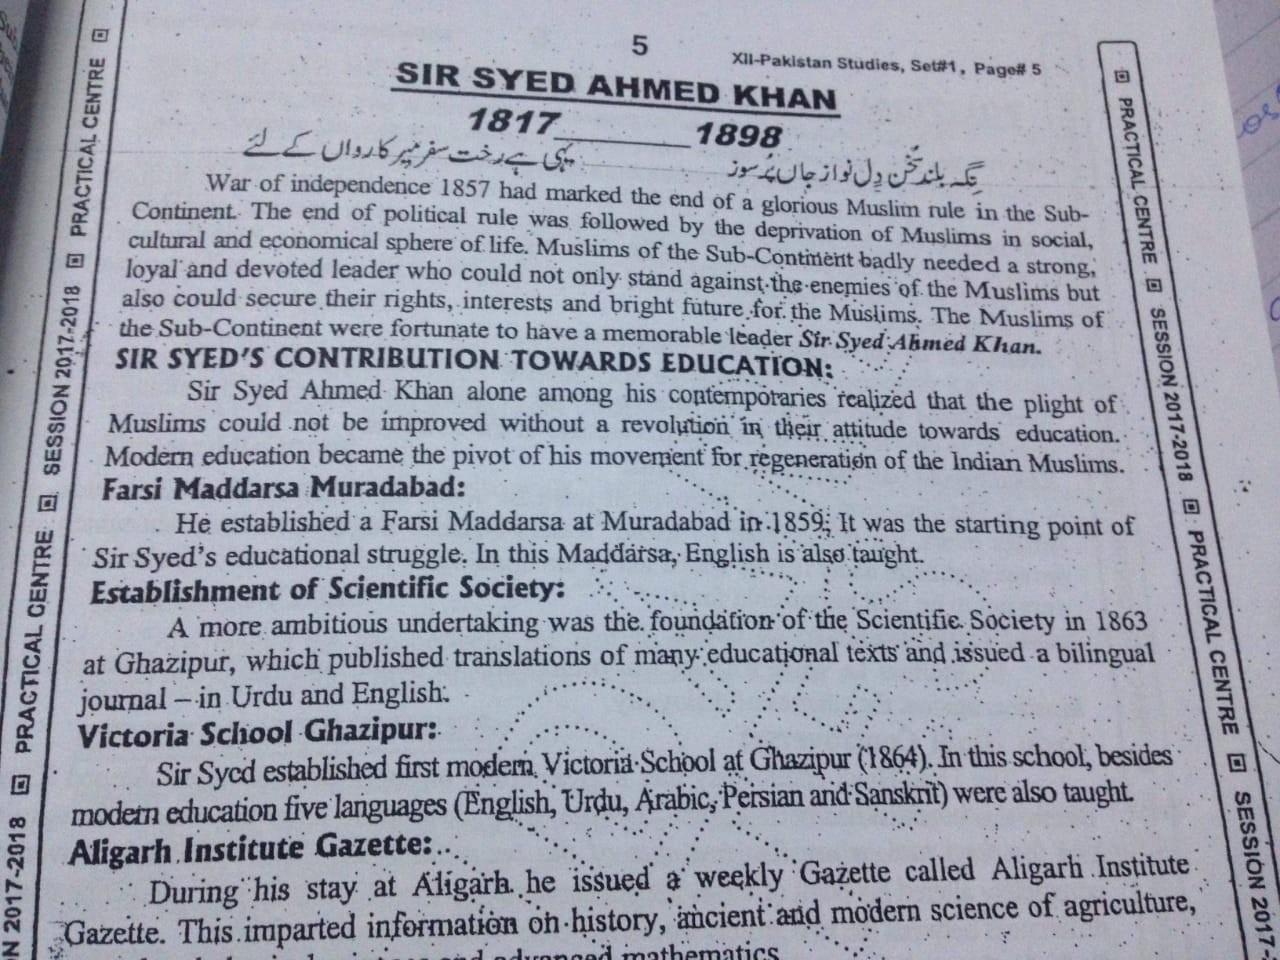 5
XII-Pakistan Studies, Set#1, Page# 5
SIR SYED AHMED KHAN
1817______1898
نِگہ بلند سُخن دِل نواز جاں پُر سوز یہی ہے رختِ سفر میرِ کارواں کے لئے
War of independence 1857 had marked the end of a glorious Muslim rule in the Sub-
Continent. The end of political rule was followed by the deprivation of Muslims in social,
cultural and economical sphere of life. Muslims of the Sub-Continent badly needed a strong,
loyal and devoted leader who could not only stand against the enemies of the Muslims but
also could secure their rights, interests and bright future for the Muslims. The Muslims of
the Sub-Continent were fortunate to have a memorable leader Sir Syed Ahmed Khan.
SIR SYED'S CONTRIBUTION TOWARDS EDUCATION:
Sir Syed Ahmed Khan alone among his contemporaries realized that the plight of
Muslims could not be improved without a revolution in their attitude towards education.
Modern education became the pivot of his movement for regeneration of the Indian Muslims.
Farsi Maddarsa Muradabad:
He established a Farsi Maddarsa at Muradabad in 1859; It was the starting point of
Sir Syed's educational struggle. In this Maddarsa, English is also taught.
Establishment of Scientific Society:
A more ambitious undertaking was the foundation of the Scientific Society in 1863
at Ghazipur, which published translations of many educational texts and issued a bilingual
journal – in Urdu and English.
Victoria School Ghazipur:
Sir Syed established first modern Victoria School at Ghazipur (1864). In this school, besides
modern education five languages (English, Urdu, Arabic, Persian and Sanskrit) were also taught.
Aligarh Institute Gazette:
During his stay at Aligarh he issued a weekly Gazette called Aligarh Institute
Gazette. This imparted information on history, ancient and modern science of agriculture,
and advanced mathematics
N 2017-2018 PRACTICAL CENTRE SESSION 2017-2018 PRACTICAL CENTRE
PRACTICAL CENTRE SESSION 2017-2018 PRACTICAL CENTRE SESSION 2017-